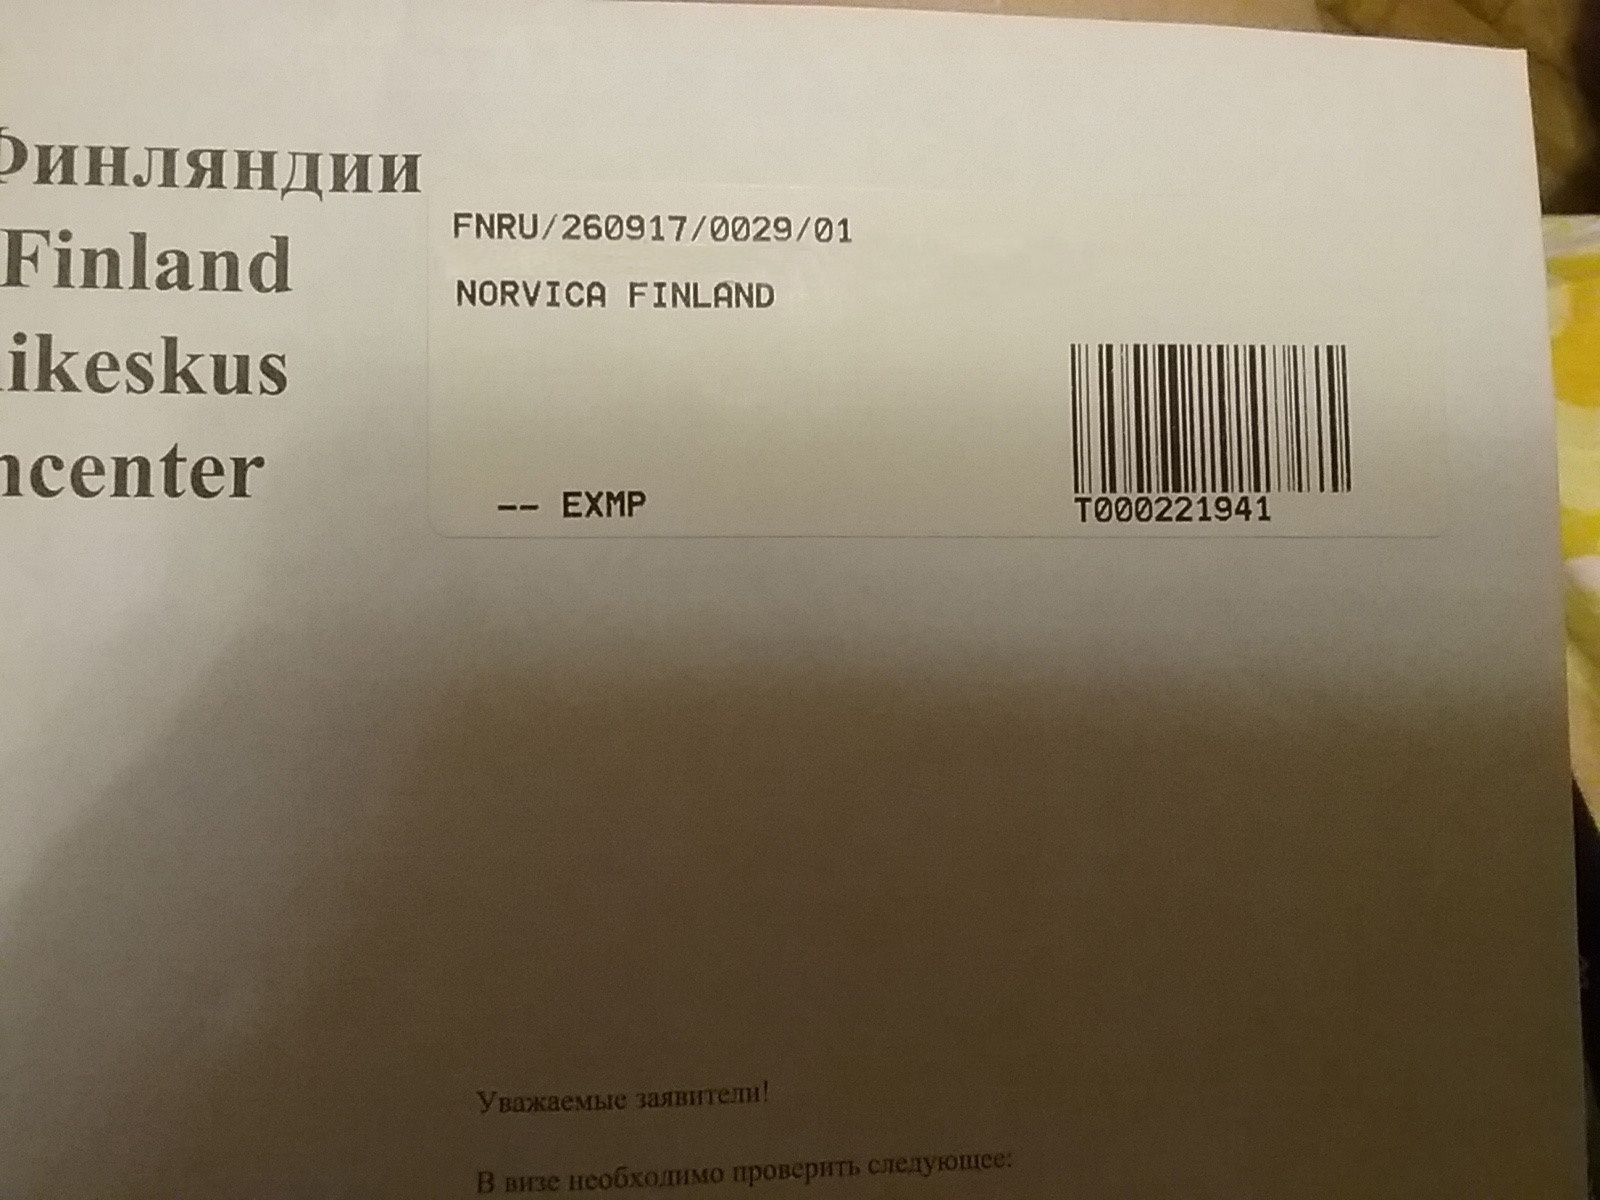 Финляндии
Finland
ikeskus
ncenter
FNRU/260917/0029/01
NORVICA FINLAND
-- EXMP
T000221941
Уважаемые заявители!
В визе необходимо проверить следующее: